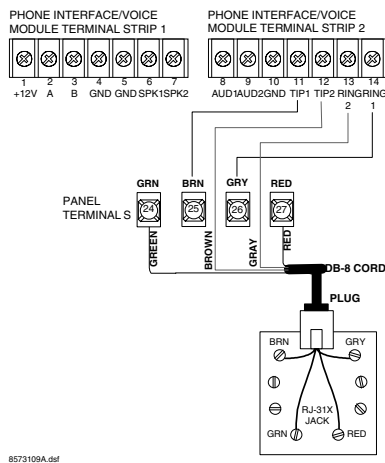 PHONE INTERFACE/VOICE
MODULE TERMINAL STRIP 1
PHONE INTERFACE/VOICE
MODULE TERMINAL STRIP 2
1 2 3 4 5 6 7
+12V A B GND GND SPK1 SPK2
8 9 10 11 12 13 14
AUD1 AUD2 GND TIP1 TIP2 RING 2 RING 1
PANEL
TERMINALS
GRN BRN GRY RED
24 25 26 27
GREEN
BROWN
GRAY
RED
DB-8 CORD
PLUG
BRN GRY
RJ-31X
JACK
GRN RED
8573109A.dsf